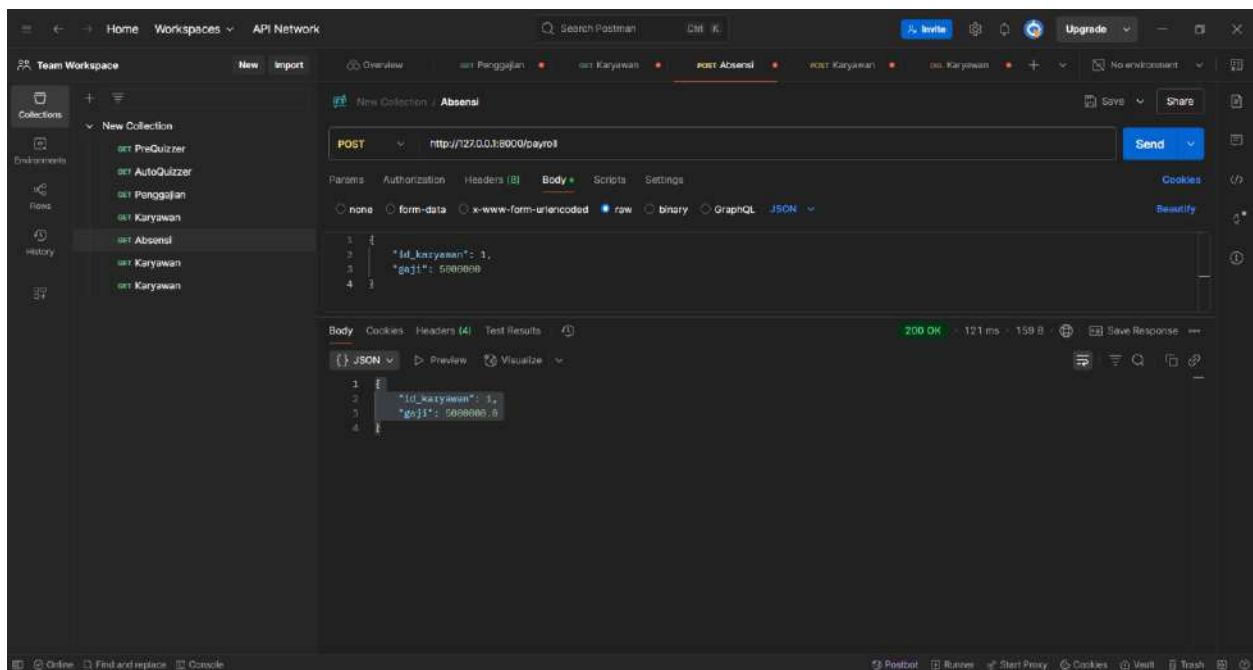 Home Workspaces API Network Search Postman Ctrl K Invite Upgrade
Team Workspace New Import Overview GET Penggajian GET Karyawan POST Absensi POST Karyawan DEL Karyawan No environment
Collections
Environments
Flows
History
New Collection
GET PreQuizzer
GET AutoQuizzer
GET Penggajian
GET Karyawan
GET Absensi
GET Karyawan
GET Karyawan
New Collection / Absensi Save Share
POST http://127.0.0.1:8000/payroll Send
Params Authorization Headers (8) Body Scripts Settings Cookies
none form-data x-www-form-urlencoded raw binary GraphQL JSON Beautify
1 {
2 "id_karyawan": 1,
3 "gaji": 5000000
4 }
Body Cookies Headers (4) Test Results 200 OK 121 ms 159 B Save Response
{} JSON Preview Visualize
1 {
2 "id_karyawan": 1,
3 "gaji": 5000000.0
4 }
Online Find and replace Console Postbot Runner Start Proxy Cookies Vault Trash